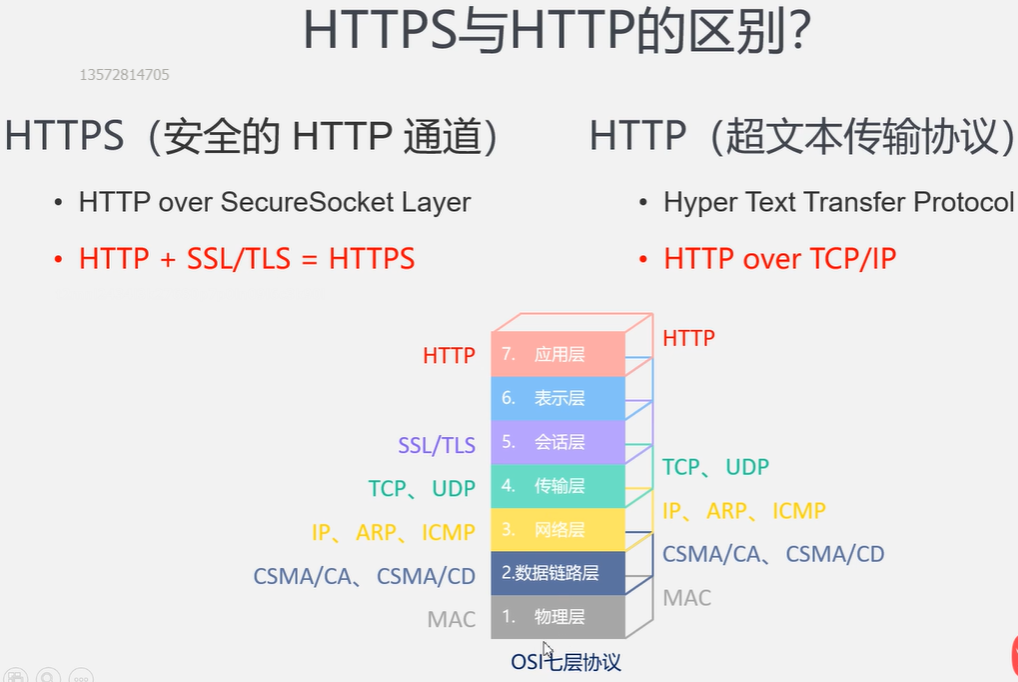 HTTPS与HTTP的区别?
13572814705
HTTPS（安全的 HTTP 通道）
• HTTP over SecureSocket Layer
• HTTP + SSL/TLS = HTTPS
HTTP（超文本传输协议）
• Hyper Text Transfer Protocol
• HTTP over TCP/IP
HTTP 7. 应用层 HTTP
6. 表示层
SSL/TLS 5. 会话层
TCP、UDP 4. 传输层 TCP、UDP
IP、ARP、ICMP 3. 网络层 IP、ARP、ICMP
CSMA/CA、CSMA/CD 2.数据链路层 CSMA/CA、CSMA/CD
MAC 1. 物理层 MAC
OSI七层协议